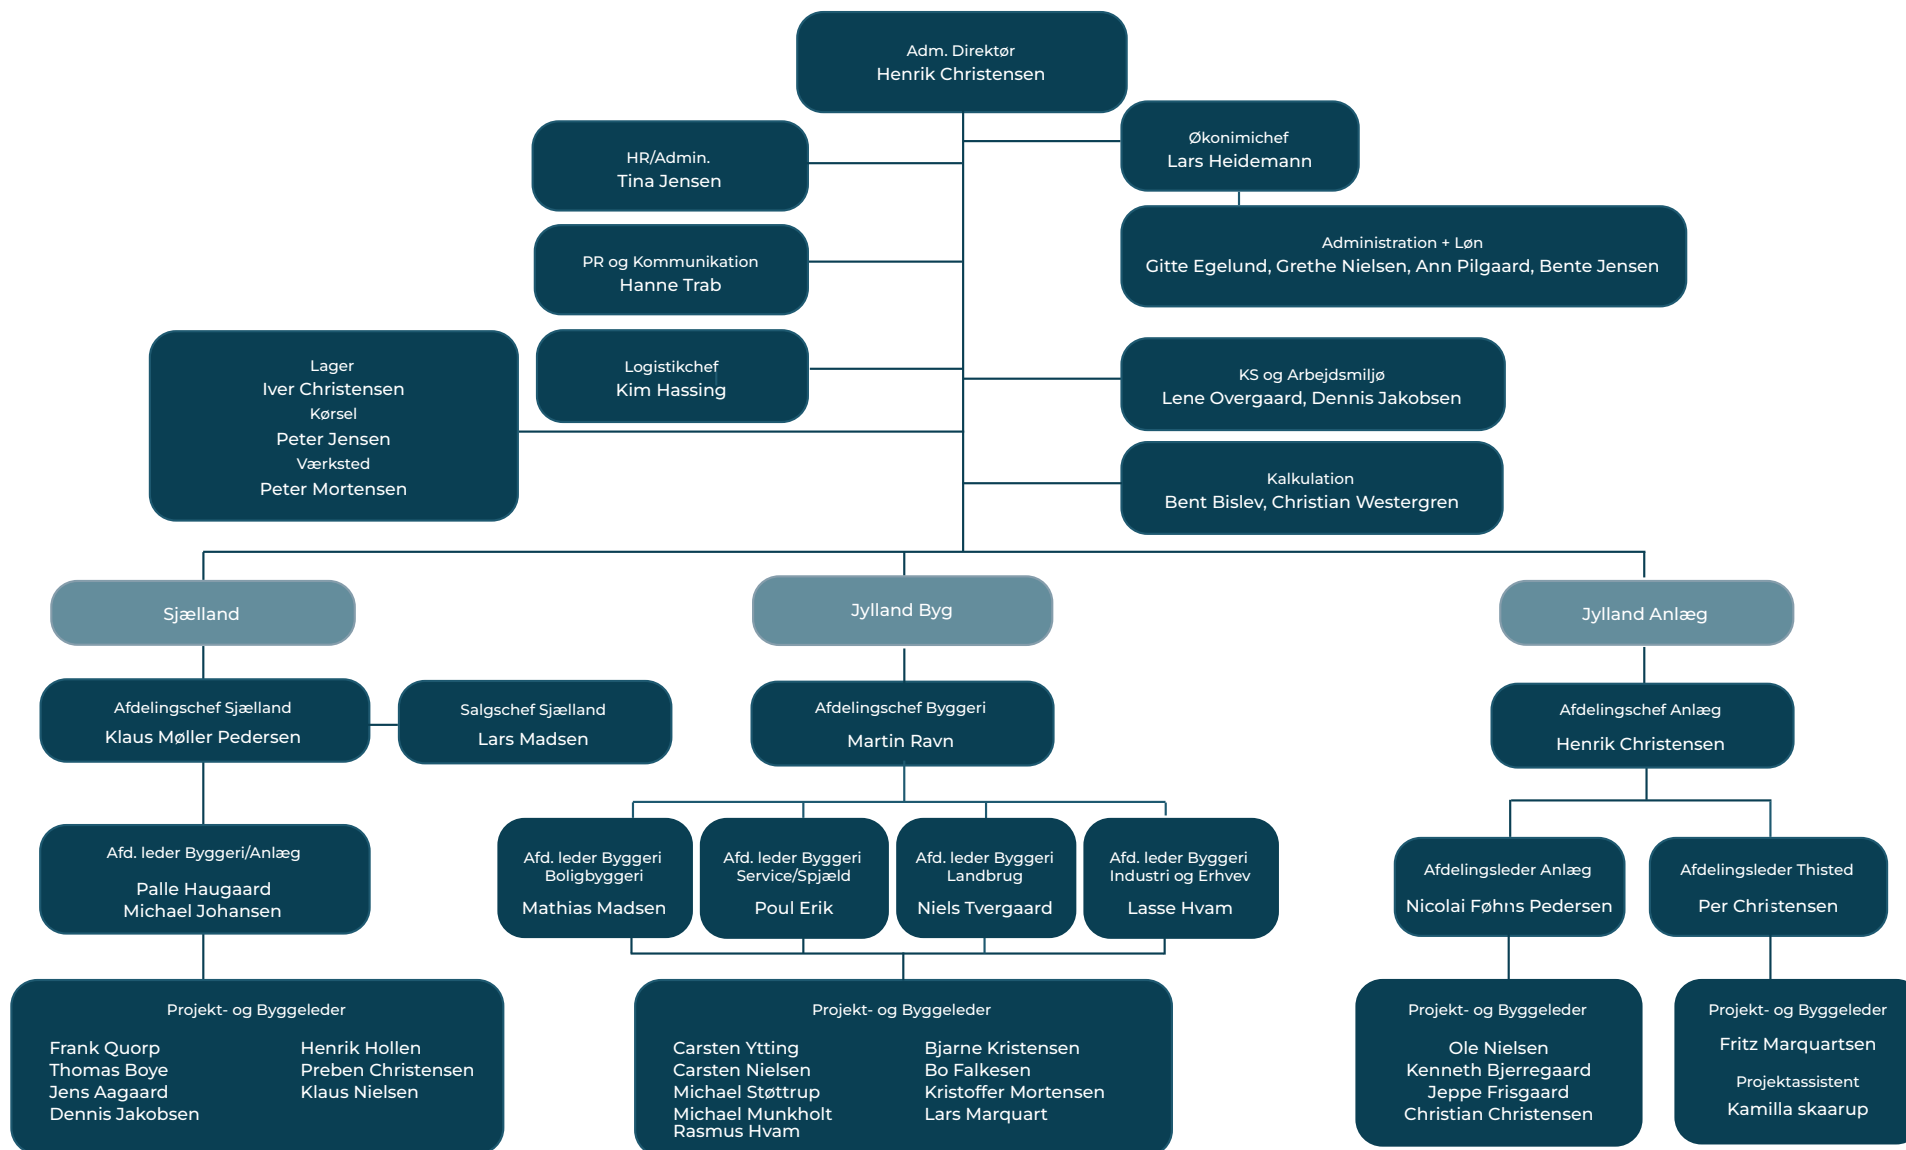 Adm. Direktør
Henrik Christensen
HR/Admin.
Tina Jensen
Økonimichef
Lars Heidemann
PR og Kommunikation
Hanne Trab
Administration + Løn
Gitte Egelund, Grethe Nielsen, Ann Pilgaard, Bente Jensen
Logistikchef
Kim Hassing
Lager
Iver Christensen
Kørsel
Peter Jensen
Værksted
Peter Mortensen
KS og Arbejdsmiljø
Lene Overgaard, Dennis Jakobsen
Kalkulation
Bent Bislev, Christian Westergren
Sjælland
Jylland Byg
Jylland Anlæg
Afdelingschef Sjælland
Klaus Møller Pedersen
Salgschef Sjælland
Lars Madsen
Afdelingschef Byggeri
Martin Ravn
Afdelingschef Anlæg
Henrik Christensen
Afd. leder Byggeri/Anlæg
Palle Haugaard
Michael Johansen
Afd. leder Byggeri
Boligbyggeri
Mathias Madsen
Afd. leder Byggeri
Service/Spjæld
Poul Erik
Afd. leder Byggeri
Landbrug
Niels Tvergaard
Afd. leder Byggeri
Industri og Erhvev
Lasse Hvam
Afdelingsleder Anlæg
Nicolai Føhns Pedersen
Afdelingsleder Thisted
Per Christensen
Projekt- og Byggeleder
Frank Quorp
Thomas Boye
Jens Aagaard
Dennis Jakobsen
Henrik Hollen
Preben Christensen
Klaus Nielsen
Projekt- og Byggeleder
Carsten Ytting
Carsten Nielsen
Michael Støttrup
Michael Munkholt
Rasmus Hvam
Bjarne Kristensen
Bo Falkesen
Kristoffer Mortensen
Lars Marquart
Projekt- og Byggeleder
Ole Nielsen
Kenneth Bjerregaard
Jeppe Frisgaard
Christian Christensen
Projekt- og Byggeleder
Fritz Marquartsen
Projektassistent
Kamilla skaarup